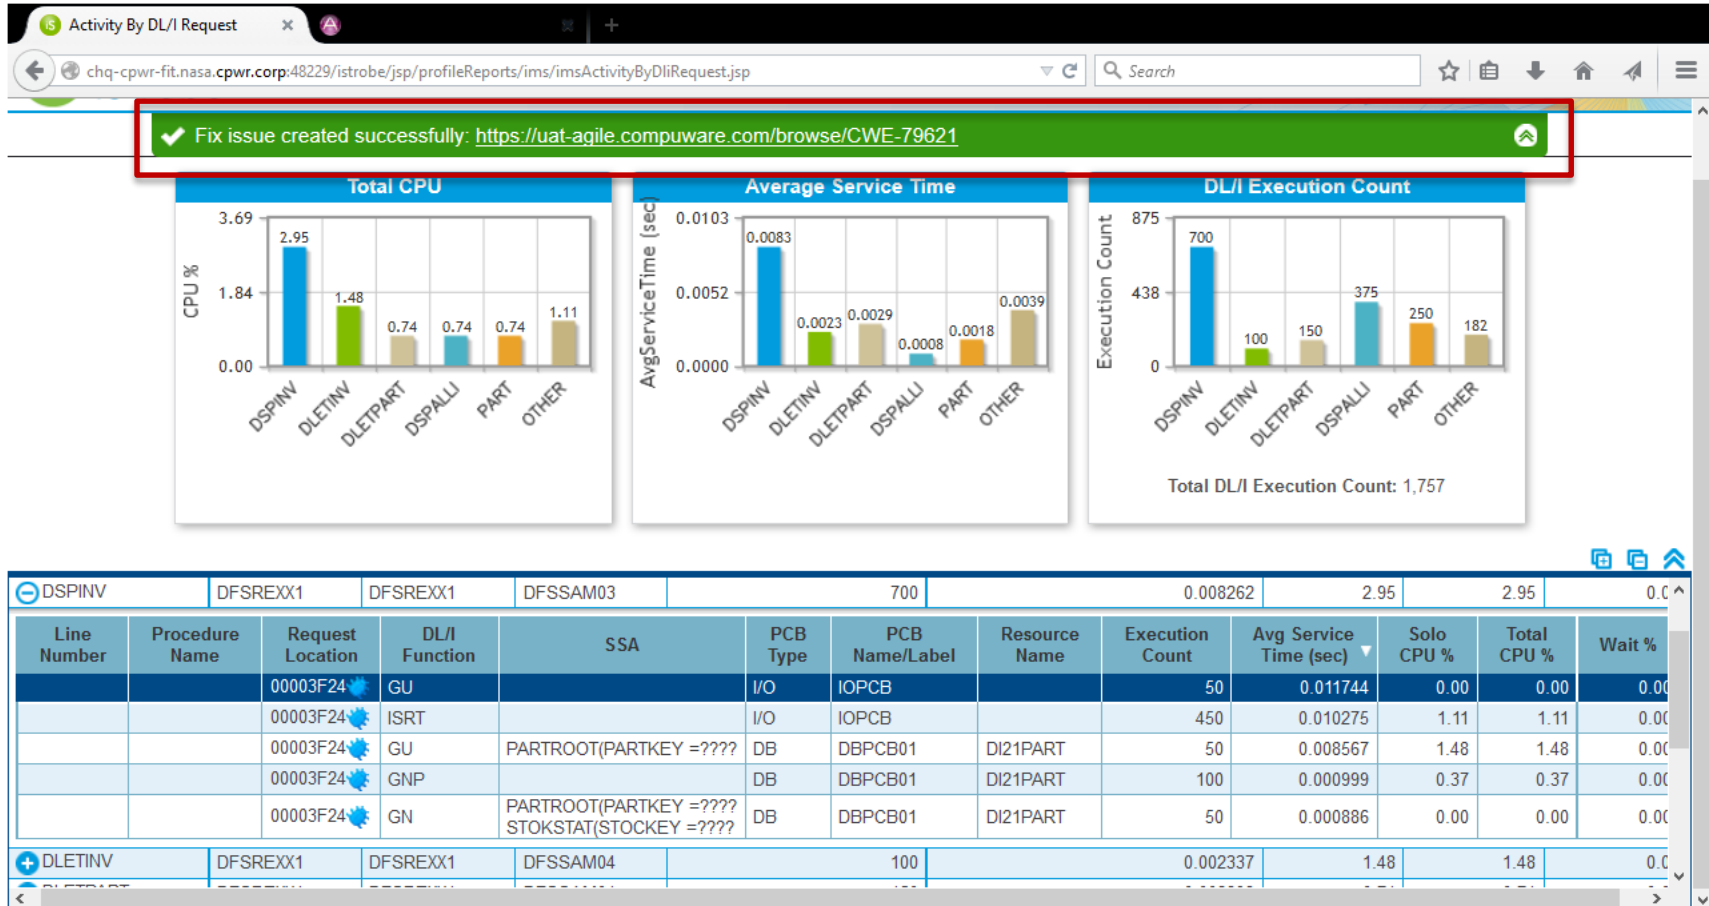 Activity By DL/I Request
chq-cpwr-fit.nasa.cpwr.corp:48229/istrobe/jsp/profileReports/ims/imsActivityByDliRequest.jsp
Search
Fix issue created successfully: https://uat-agile.compuware.com/browse/CWE-79621
Total CPU
CPU %
3.69
1.84
0.00
2.95
1.48
0.74
0.74
0.74
1.11
DSPINV
DLETINV
DLETPART
DSPALLI
PART
OTHER
Average Service Time
AvgServiceTime (sec)
0.0103
0.0052
0.0000
0.0083
0.0023
0.0029
0.0008
0.0018
0.0039
DSPINV
DLETINV
DLETPART
DSPALLI
PART
OTHER
DL/I Execution Count
Execution Count
875
438
0
700
100
150
375
250
182
DSPINV
DLETINV
DLETPART
DSPALLI
PART
OTHER
Total DL/I Execution Count: 1,757
DSPINV DFSREXX1 DFSREXX1 DFSSAM03 700 0.008262 2.95 2.95
Line Number Procedure Name Request Location DL/I Function SSA PCB Type PCB Name/Label Resource Name Execution Count Avg Service Time (sec) Solo CPU % Total CPU % Wait %
00003F24 GU I/O IOPCB 50 0.011744 0.00 0.00 0.00
00003F24 ISRT I/O IOPCB 450 0.010275 1.11 1.11 0.00
00003F24 GU PARTROOT(PARTKEY =???? DB DBPCB01 DI21PART 50 0.008567 1.48 1.48 0.00
00003F24 GNP DB DBPCB01 DI21PART 100 0.000999 0.37 0.37 0.00
00003F24 GN PARTROOT(PARTKEY =???? STOKSTAT(STOCKEY =???? DB DBPCB01 DI21PART 50 0.000886 0.00 0.00 0.00
DLETINV DFSREXX1 DFSREXX1 DFSSAM04 100 0.002337 1.48 1.48